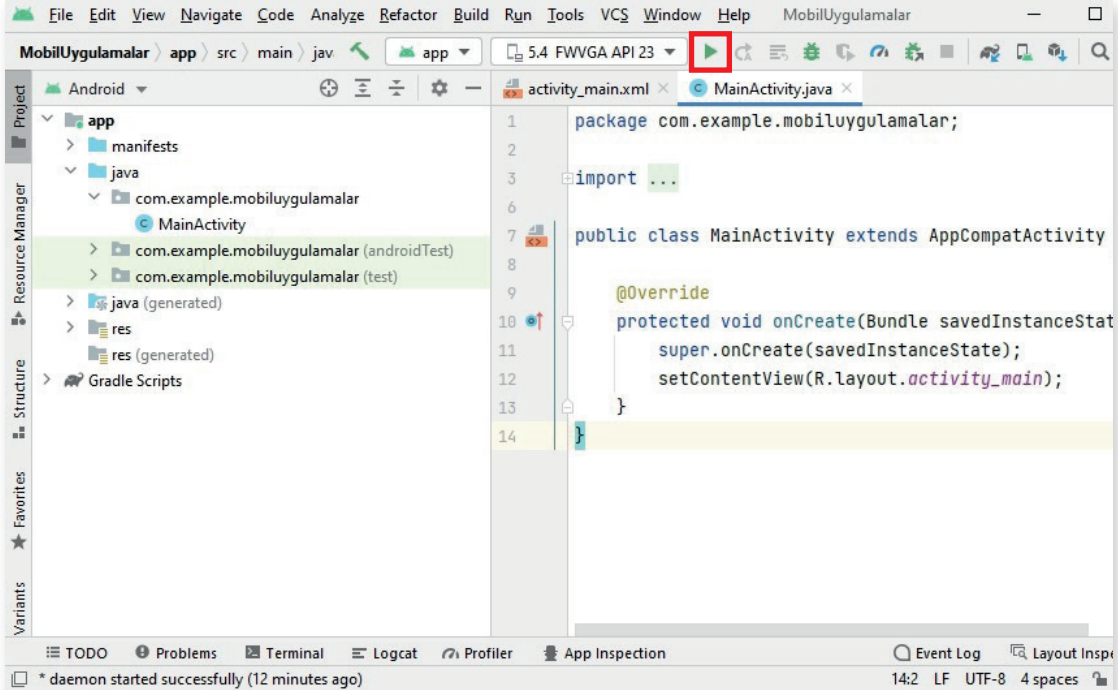 File Edit View Navigate Code Analyze Refactor Build Run Tools VCS Window Help MobilUygulamalar
MobilUygulamalar app src main jav app 5.4 FWVGA API 23
Android
activity_main.xml MainActivity.java
Project
Resource Manager
Structure
Favorites
Variants
app
manifests
java
com.example.mobiluygulamalar
MainActivity
com.example.mobiluygulamalar (androidTest)
com.example.mobiluygulamalar (test)
java (generated)
res
res (generated)
Gradle Scripts
1 package com.example.mobiluygulamalar;
2
3 import ...
6
7 public class MainActivity extends AppCompatActivity
8
9 @Override
10 protected void onCreate(Bundle savedInstanceStat
11 super.onCreate(savedInstanceState);
12 setContentView(R.layout.activity_main);
13 }
14 }
TODO Problems Terminal Logcat Profiler App Inspection Event Log Layout Inspe
* daemon started successfully (12 minutes ago) 14:2 LF UTF-8 4 spaces